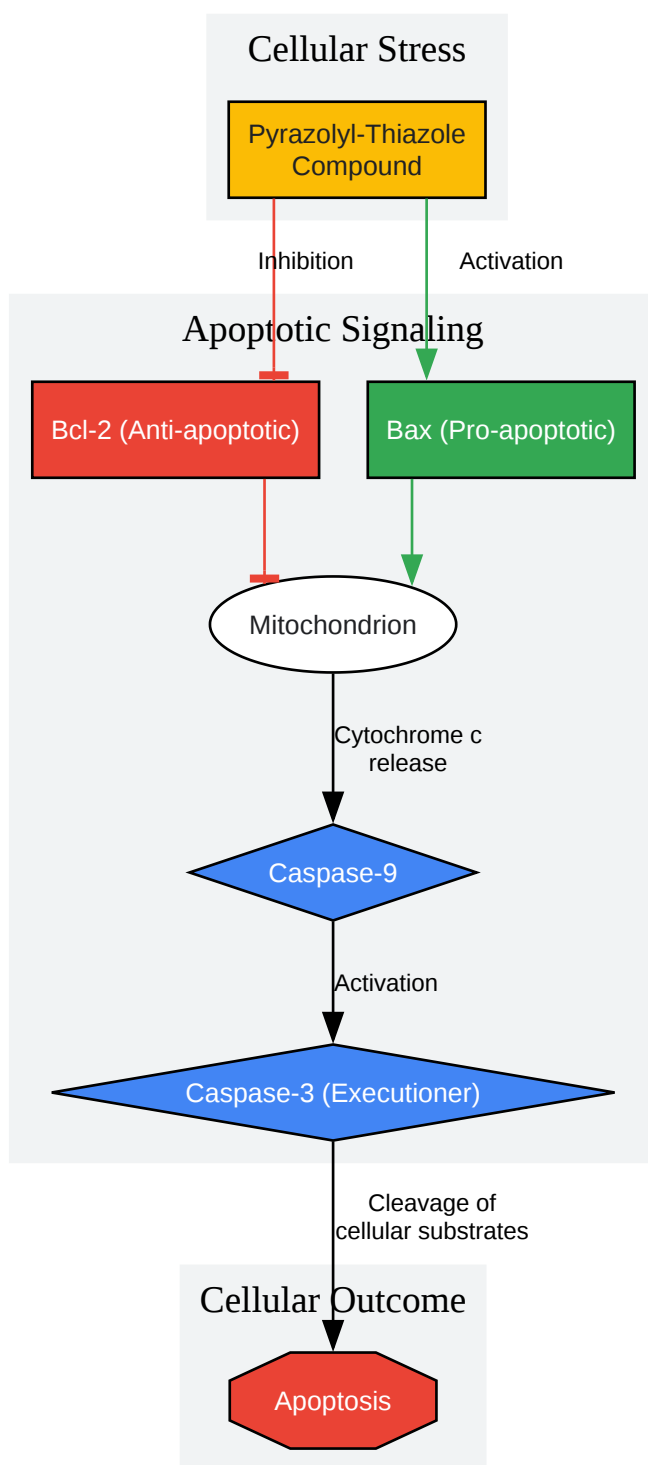 Cellular Stress
Pyrazolyl-Thiazole
Compound
Inhibition
Activation
Apoptotic Signaling
Bcl-2 (Anti-apoptotic)
Bax (Pro-apoptotic)
Mitochondrion
Cytochrome c
release
Caspase-9
Activation
Caspase-3 (Executioner)
Cleavage of
cellular substrates
Cellular Outcome
Apoptosis